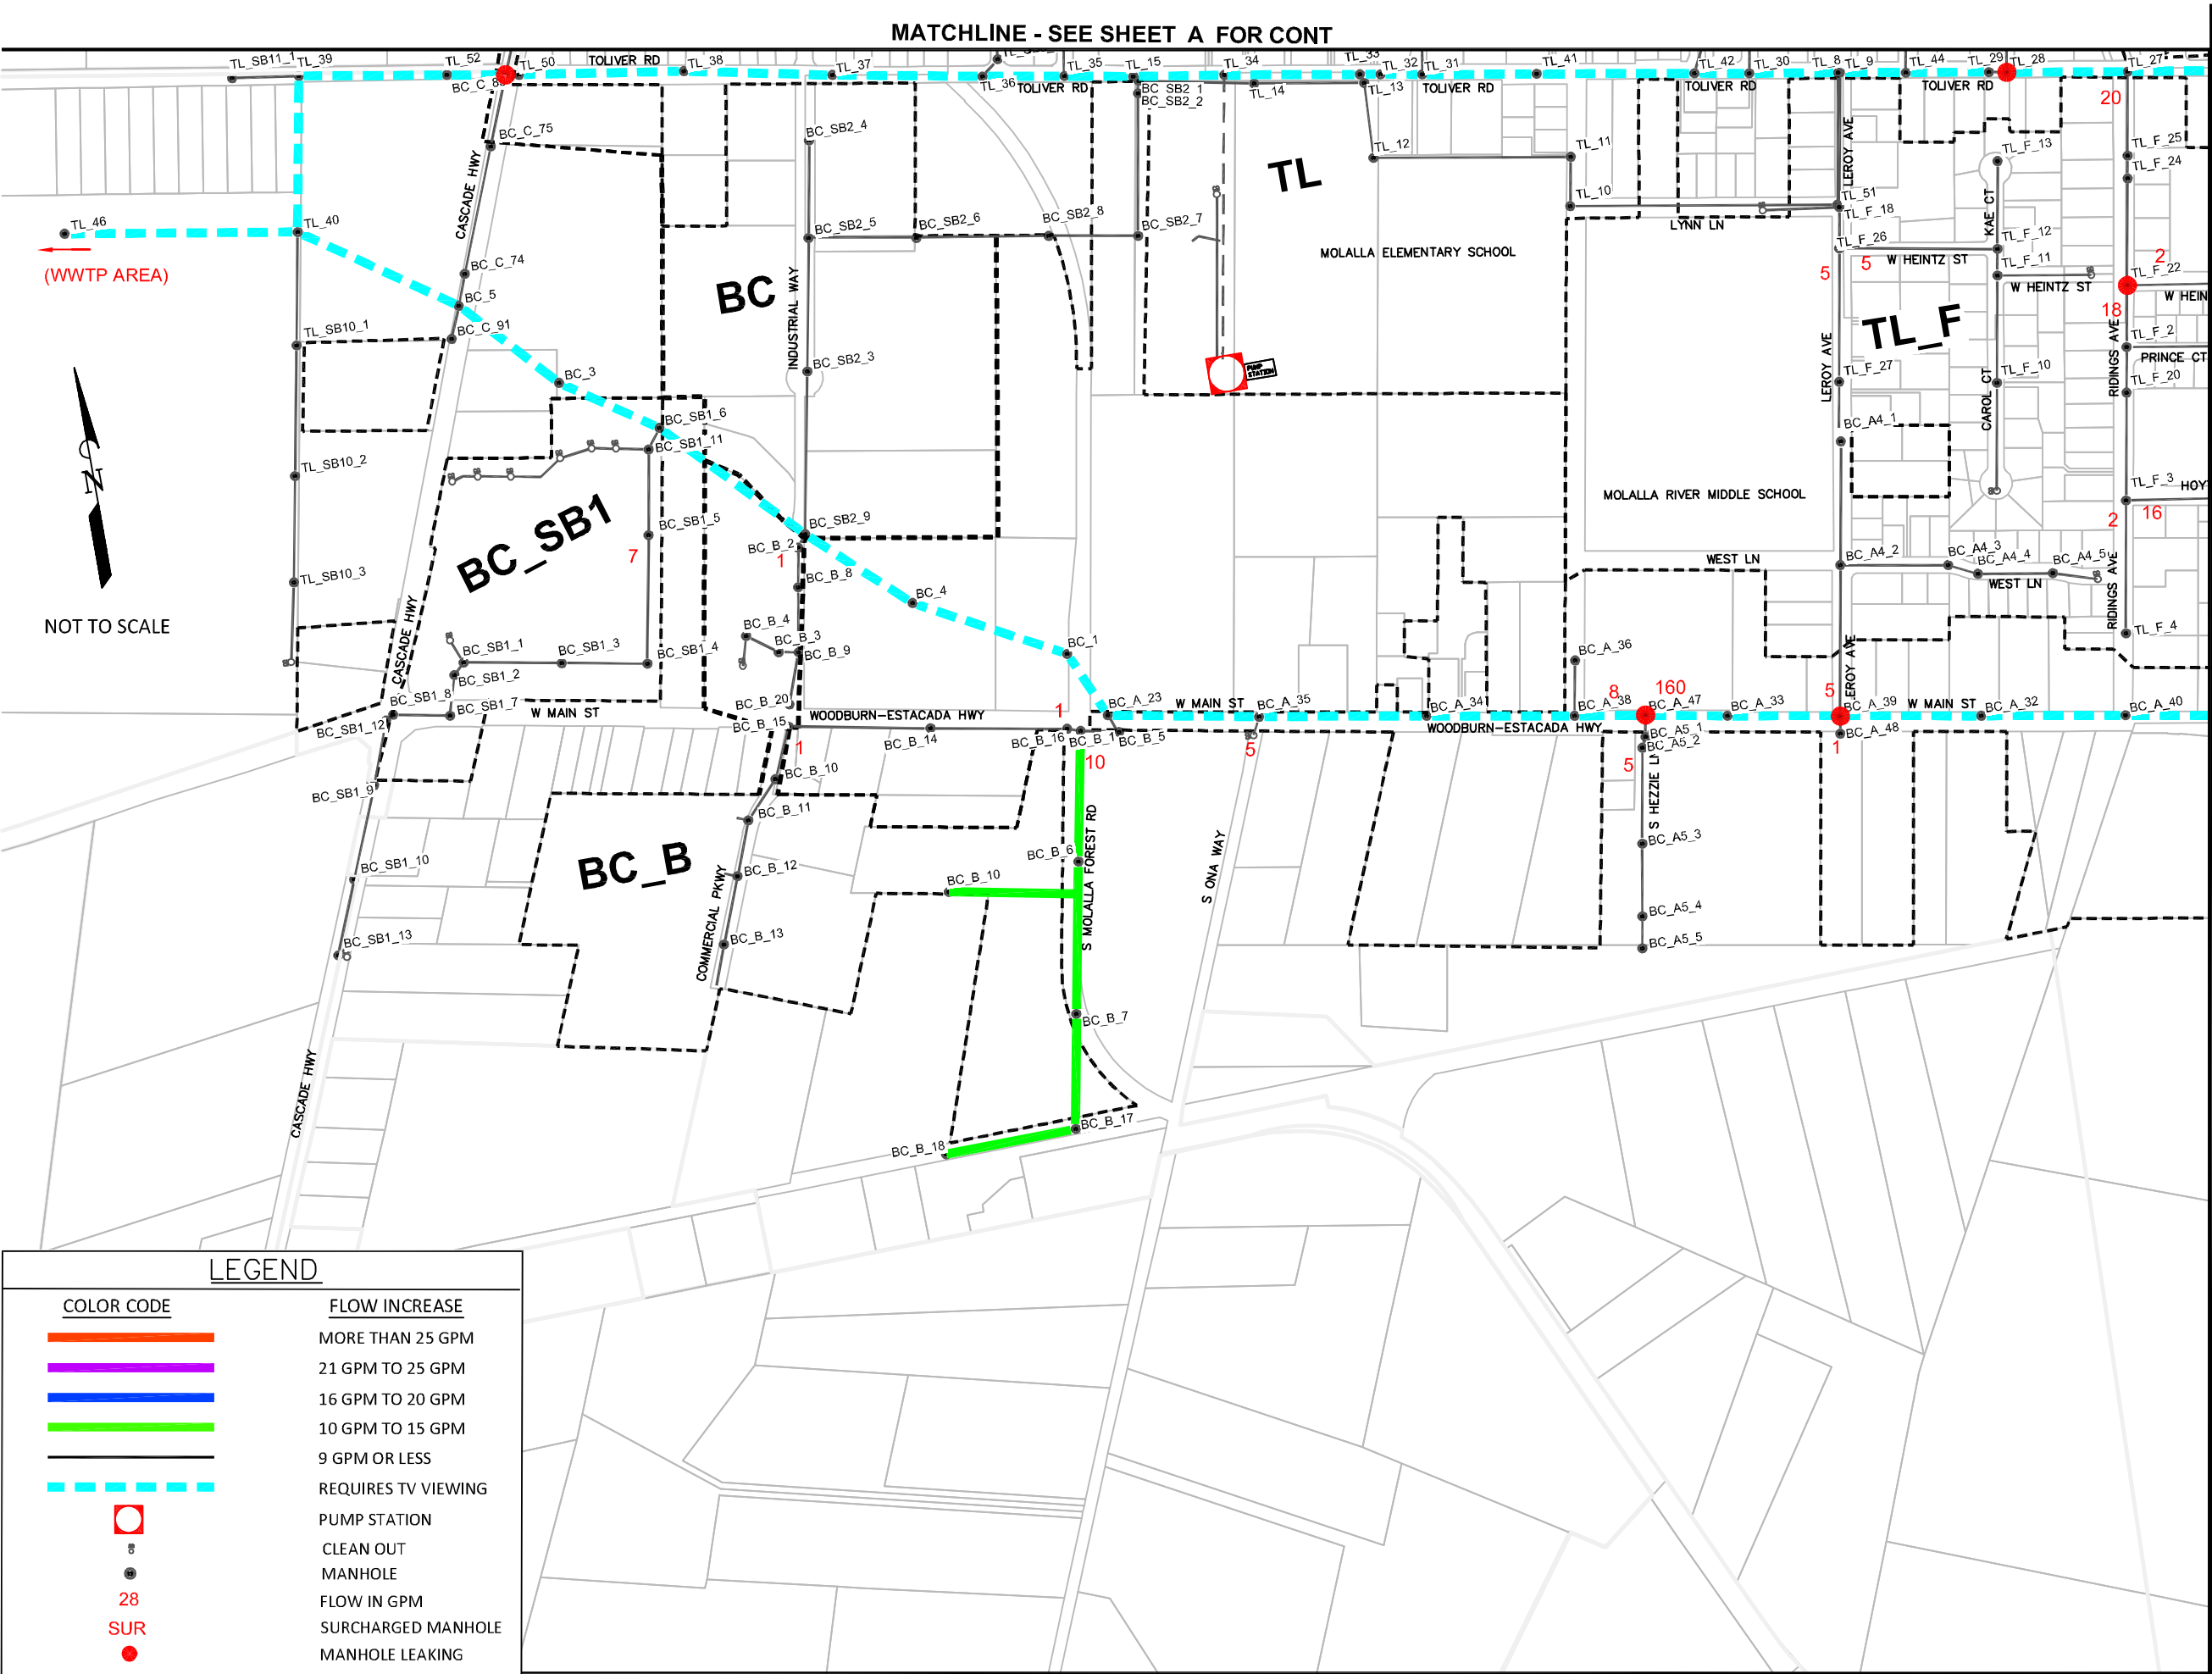 MATCHLINE - SEE SHEET A FOR CONT
TL_SB11_1
TL_39
TL_52
BC_C_8
TL_50
TOLIVER RD
TL_38
TL_37
TL_36
TL_35
TOLIVER RD
TL_15
BC_SB2_1
BC_SB2_2
TL_34
TL_14
TL_33
TL_13
TL_32
TL_31
TOLIVER RD
TL_41
TL_42
TL_30
TOLIVER RD
TL_8
TL_9
TL_44
TOLIVER RD
TL_29
TL_28
TL_27
20
BC_C_75
BC_SB2_4
TL_12
TL_11
TL_10
LEROY AVE
TL_F_13
TL_F_25
TL_F_24
TL
TL_51
TL_F_18
LYNN LN
KAE CT
TL_46
TL_40
(WWTP AREA)
CASCADE HWY
BC_SB2_5
BC_SB2_6
BC_SB2_8
BC_SB2_7
MOLALLA ELEMENTARY SCHOOL
TL_F_26
5
5
W HEINTZ ST
TL_F_12
TL_F_11
W HEINTZ ST
2
TL_F_22
W HEIN
18
BC_C_74
BC_5
BC_C_91
BC
INDUSTRIAL WAY
TL_F
TL_SB10_1
BC_3
BC_SB2_3
PUMP STATION
LEROY AVE
TL_F_27
TL_F_10
CAROL CT
RIDINGS AVE
TL_F_2
PRINCE CT
TL_F_20
N
BC_SB1_6
BC_SB1_11
BC_A4_1
TL_SB10_2
MOLALLA RIVER MIDDLE SCHOOL
TL_F_3
HOY
2
16
BC_SB1
BC_SB1_5
7
BC_SB2_9
BC_B_2
1
BC_B_8
BC_4
WEST LN
BC_A4_2
BC_A4_3
BC_A4_4
BC_A4_5
WEST LN
RIDINGS AVE
TL_SB10_3
NOT TO SCALE
CASCADE HWY
BC_SB1_1
BC_SB1_3
BC_SB1_4
BC_SB1_2
BC_B_4
BC_B_3
BC_B_9
BC_1
BC_A_36
TL_F_4
BC_SB1_8
BC_SB1_7
BC_SB1_12
W MAIN ST
BC_B_20
BC_B_15
1
WOODBURN-ESTACADA HWY
BC_B_14
1
BC_B_16
BC_B_1
BC_B_5
10
BC_A_23
W MAIN ST
BC_A_35
5
BC_A_34
WOODBURN-ESTACADA HWY
8
BC_A_38
160
BC_A_47
BC_A5_1
BC_A5_2
5
BC_A_33
5
LEROY AVE
BC_A_39
BC_A_48
1
W MAIN ST
BC_A_32
BC_A_40
BC_SB1_9
BC_B_10
BC_B_11
BC_B
BC_B_12
BC_B_13
COMMERCIAL PKWY
BC_B_6
BC_B_10
S MOLALLA FOREST RD
S ONA WAY
S HEZZIE LN
BC_A5_3
BC_A5_4
BC_A5_5
BC_SB1_10
BC_SB1_13
BC_B_7
BC_B_17
BC_B_18
CASCADE HWY
LEGEND
COLOR CODE
FLOW INCREASE
MORE THAN 25 GPM
21 GPM TO 25 GPM
16 GPM TO 20 GPM
10 GPM TO 15 GPM
9 GPM OR LESS
REQUIRES TV VIEWING
PUMP STATION
CLEAN OUT
MANHOLE
28
FLOW IN GPM
SUR
SURCHARGED MANHOLE
MANHOLE LEAKING